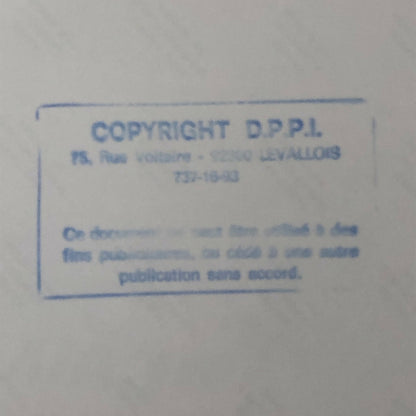 COPYRIGHT D.P.P.I.
75, Rue Voltaire - 92300 LEVALLOIS
737-16-93
Ce document ne peut être utilisé à des
fins publicitaires, ou cédé à une autre
publication sans accord.